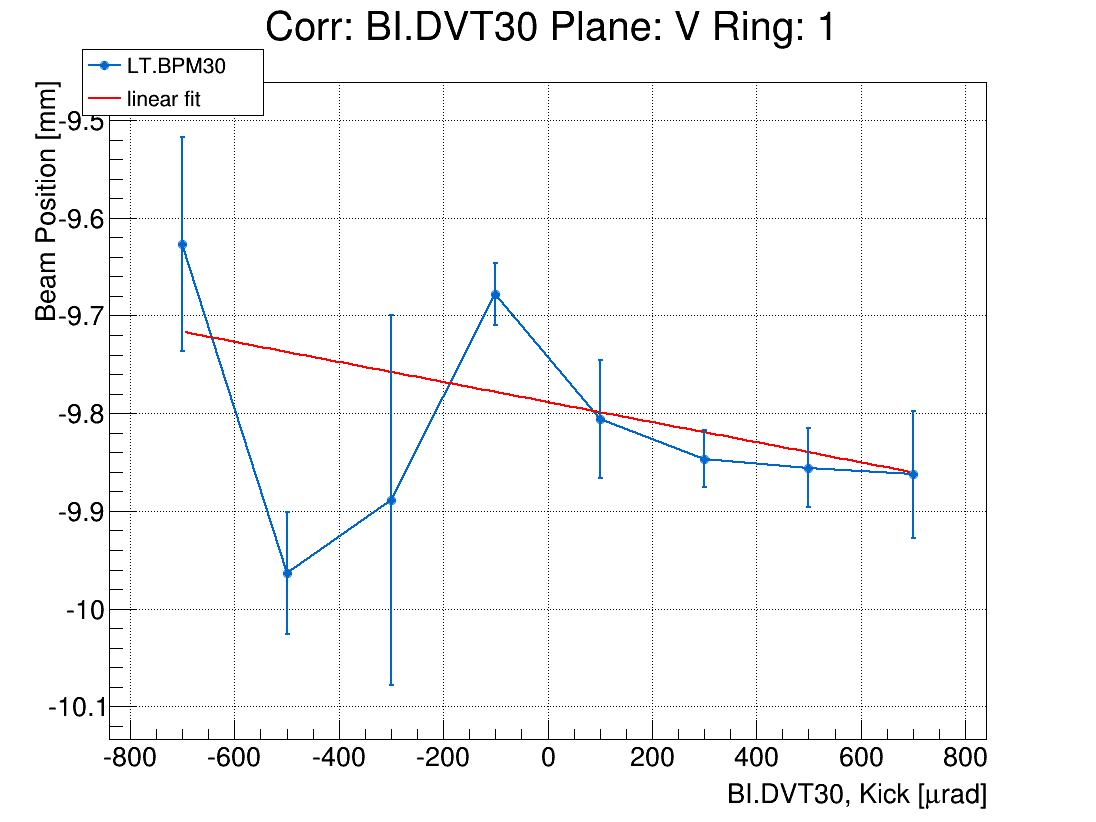 Corr: BI.DVT30 Plane: V Ring: 1
LT.BPM30
linear fit
Beam Position [mm]
-9.5
-9.6
-9.7
-9.8
-9.9
-10
-10.1
-800 -600 -400 -200 0 200 400 600 800
BI.DVT30, Kick [μrad]